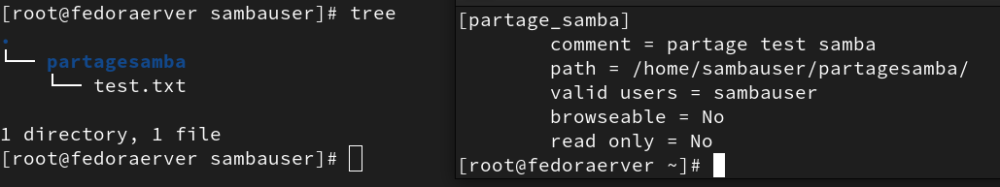 [root@fedoraerver sambauser]# tree
.
└── partagesamba
    └── test.txt
1 directory, 1 file
[root@fedoraerver sambauser]#
[partage_samba]
        comment = partage test samba
        path = /home/sambauser/partagesamba/
        valid users = sambauser
        browseable = No
        read only = No
[root@fedoraerver ~]#